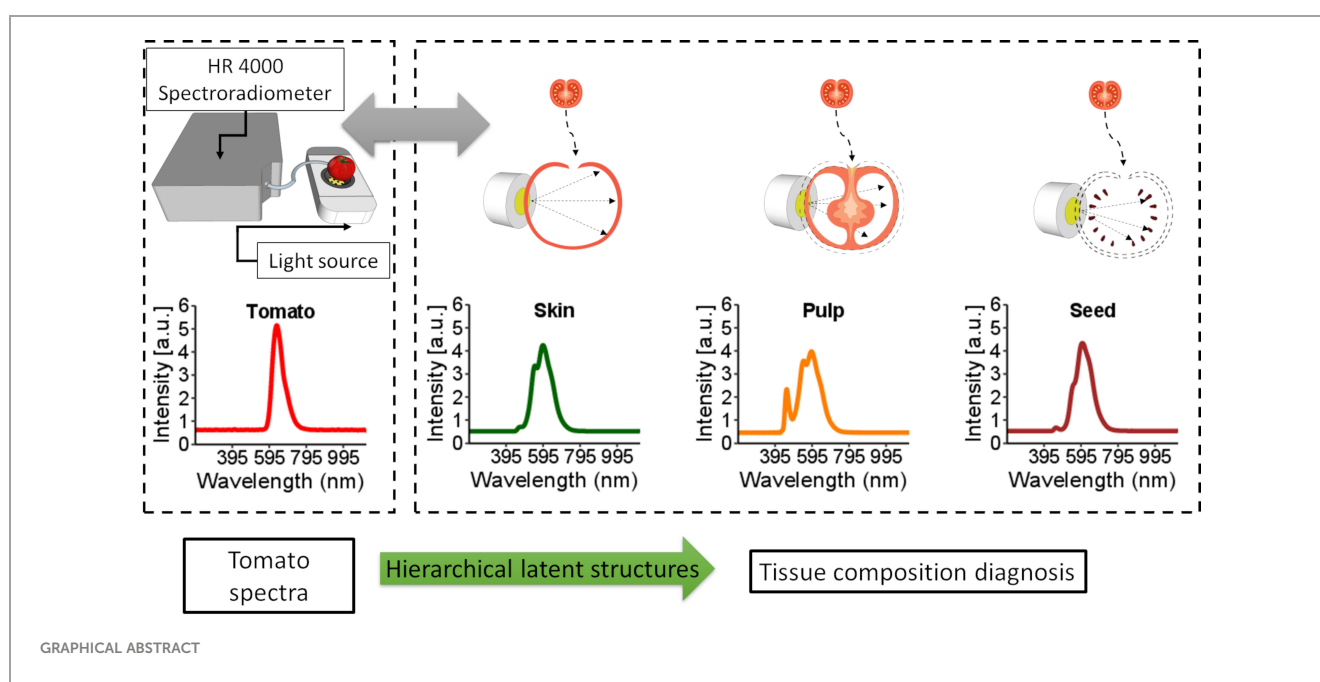 HR 4000
Spectroradiometer
Light source
Tomato
Intensity [a.u.]
6
5
4
3
2
1
0
395 595 795 995
Wavelength (nm)
Skin
Intensity [a.u.]
6
5
4
3
2
1
0
395 595 795 995
Wavelength (nm)
Pulp
Intensity [a.u.]
6
5
4
3
2
1
0
395 595 795 995
Wavelength (nm)
Seed
Intensity [a.u.]
6
5
4
3
2
1
0
395 595 795 995
Wavelength (nm)
Tomato
spectra
Hierarchical latent structures
Tissue composition diagnosis
GRAPHICAL ABSTRACT